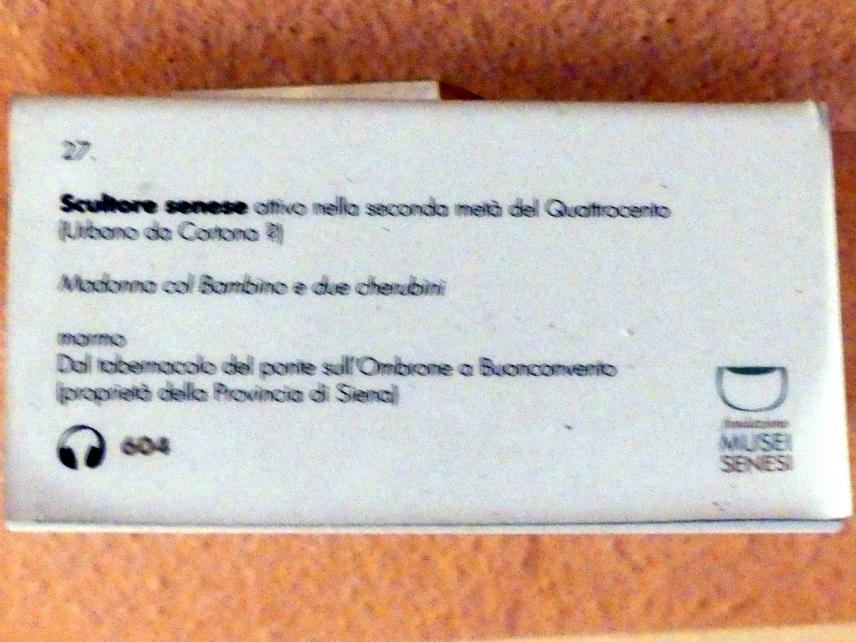 27.
Scultore senese attivo nella seconda metà del Quattrocento
(Urbano da Cortona ?)
Madonna col Bambino e due cherubini
marmo
Dal tabernacolo del ponte sull'Ombrone a Buonconvento
(proprietà della Provincia di Siena)
604
fondazione
MUSEI
SENESI